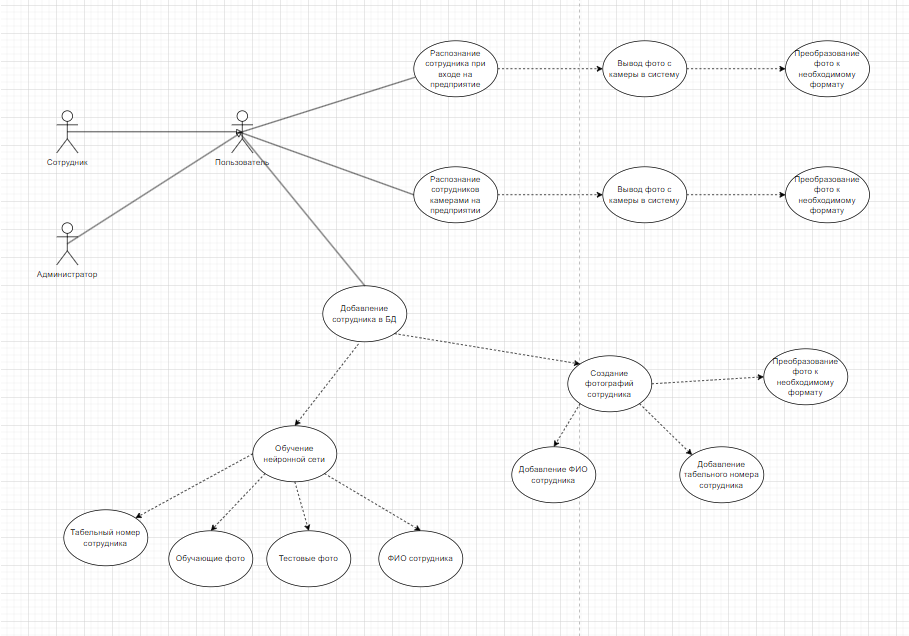 Распознание
сотрудника при
входе на
предприятие
Вывод фото с
камеры в систему
Преобразование
фото к
необходимому
формату
Сотрудник
Пользователь
Распознание
сотрудников
камерами на
предприятии
Вывод фото с
камеры в систему
Преобразование
фото к
необходимому
формату
Администратор
Добавление
сотрудника в БД
Создание
фотографий
сотрудника
Преобразование
фото к
необходимому
формату
Обучение
нейронной сети
Добавление ФИО
сотрудника
Добавление
табельного номера
сотрудника
Табельный номер
сотрудника
Обучающие фото
Тестовые фото
ФИО сотрудника